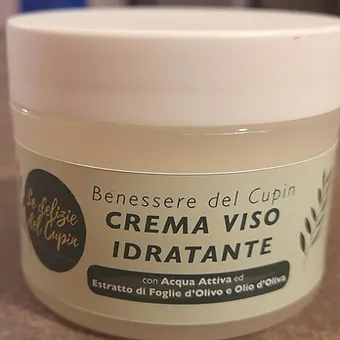 Le delizie
del Cupin
Benessere del Cupin
CREMA VISO
IDRATANTE
con Acqua Attiva ed
Estratto di Foglie d'Olivo e Olio d'Oliva